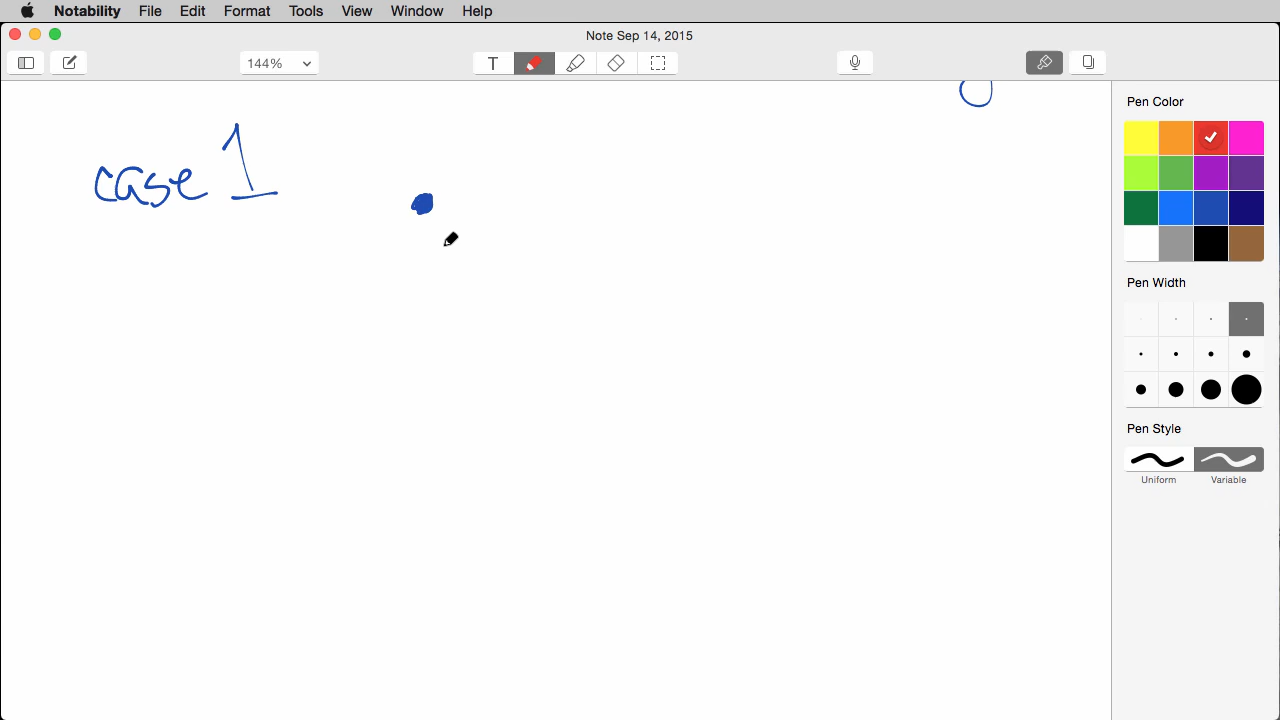 Notability File Edit Format Tools View Window Help
Note Sep 14, 2015
144% T
Pen Color
case 1
Pen Width
Pen Style
Uniform Variable